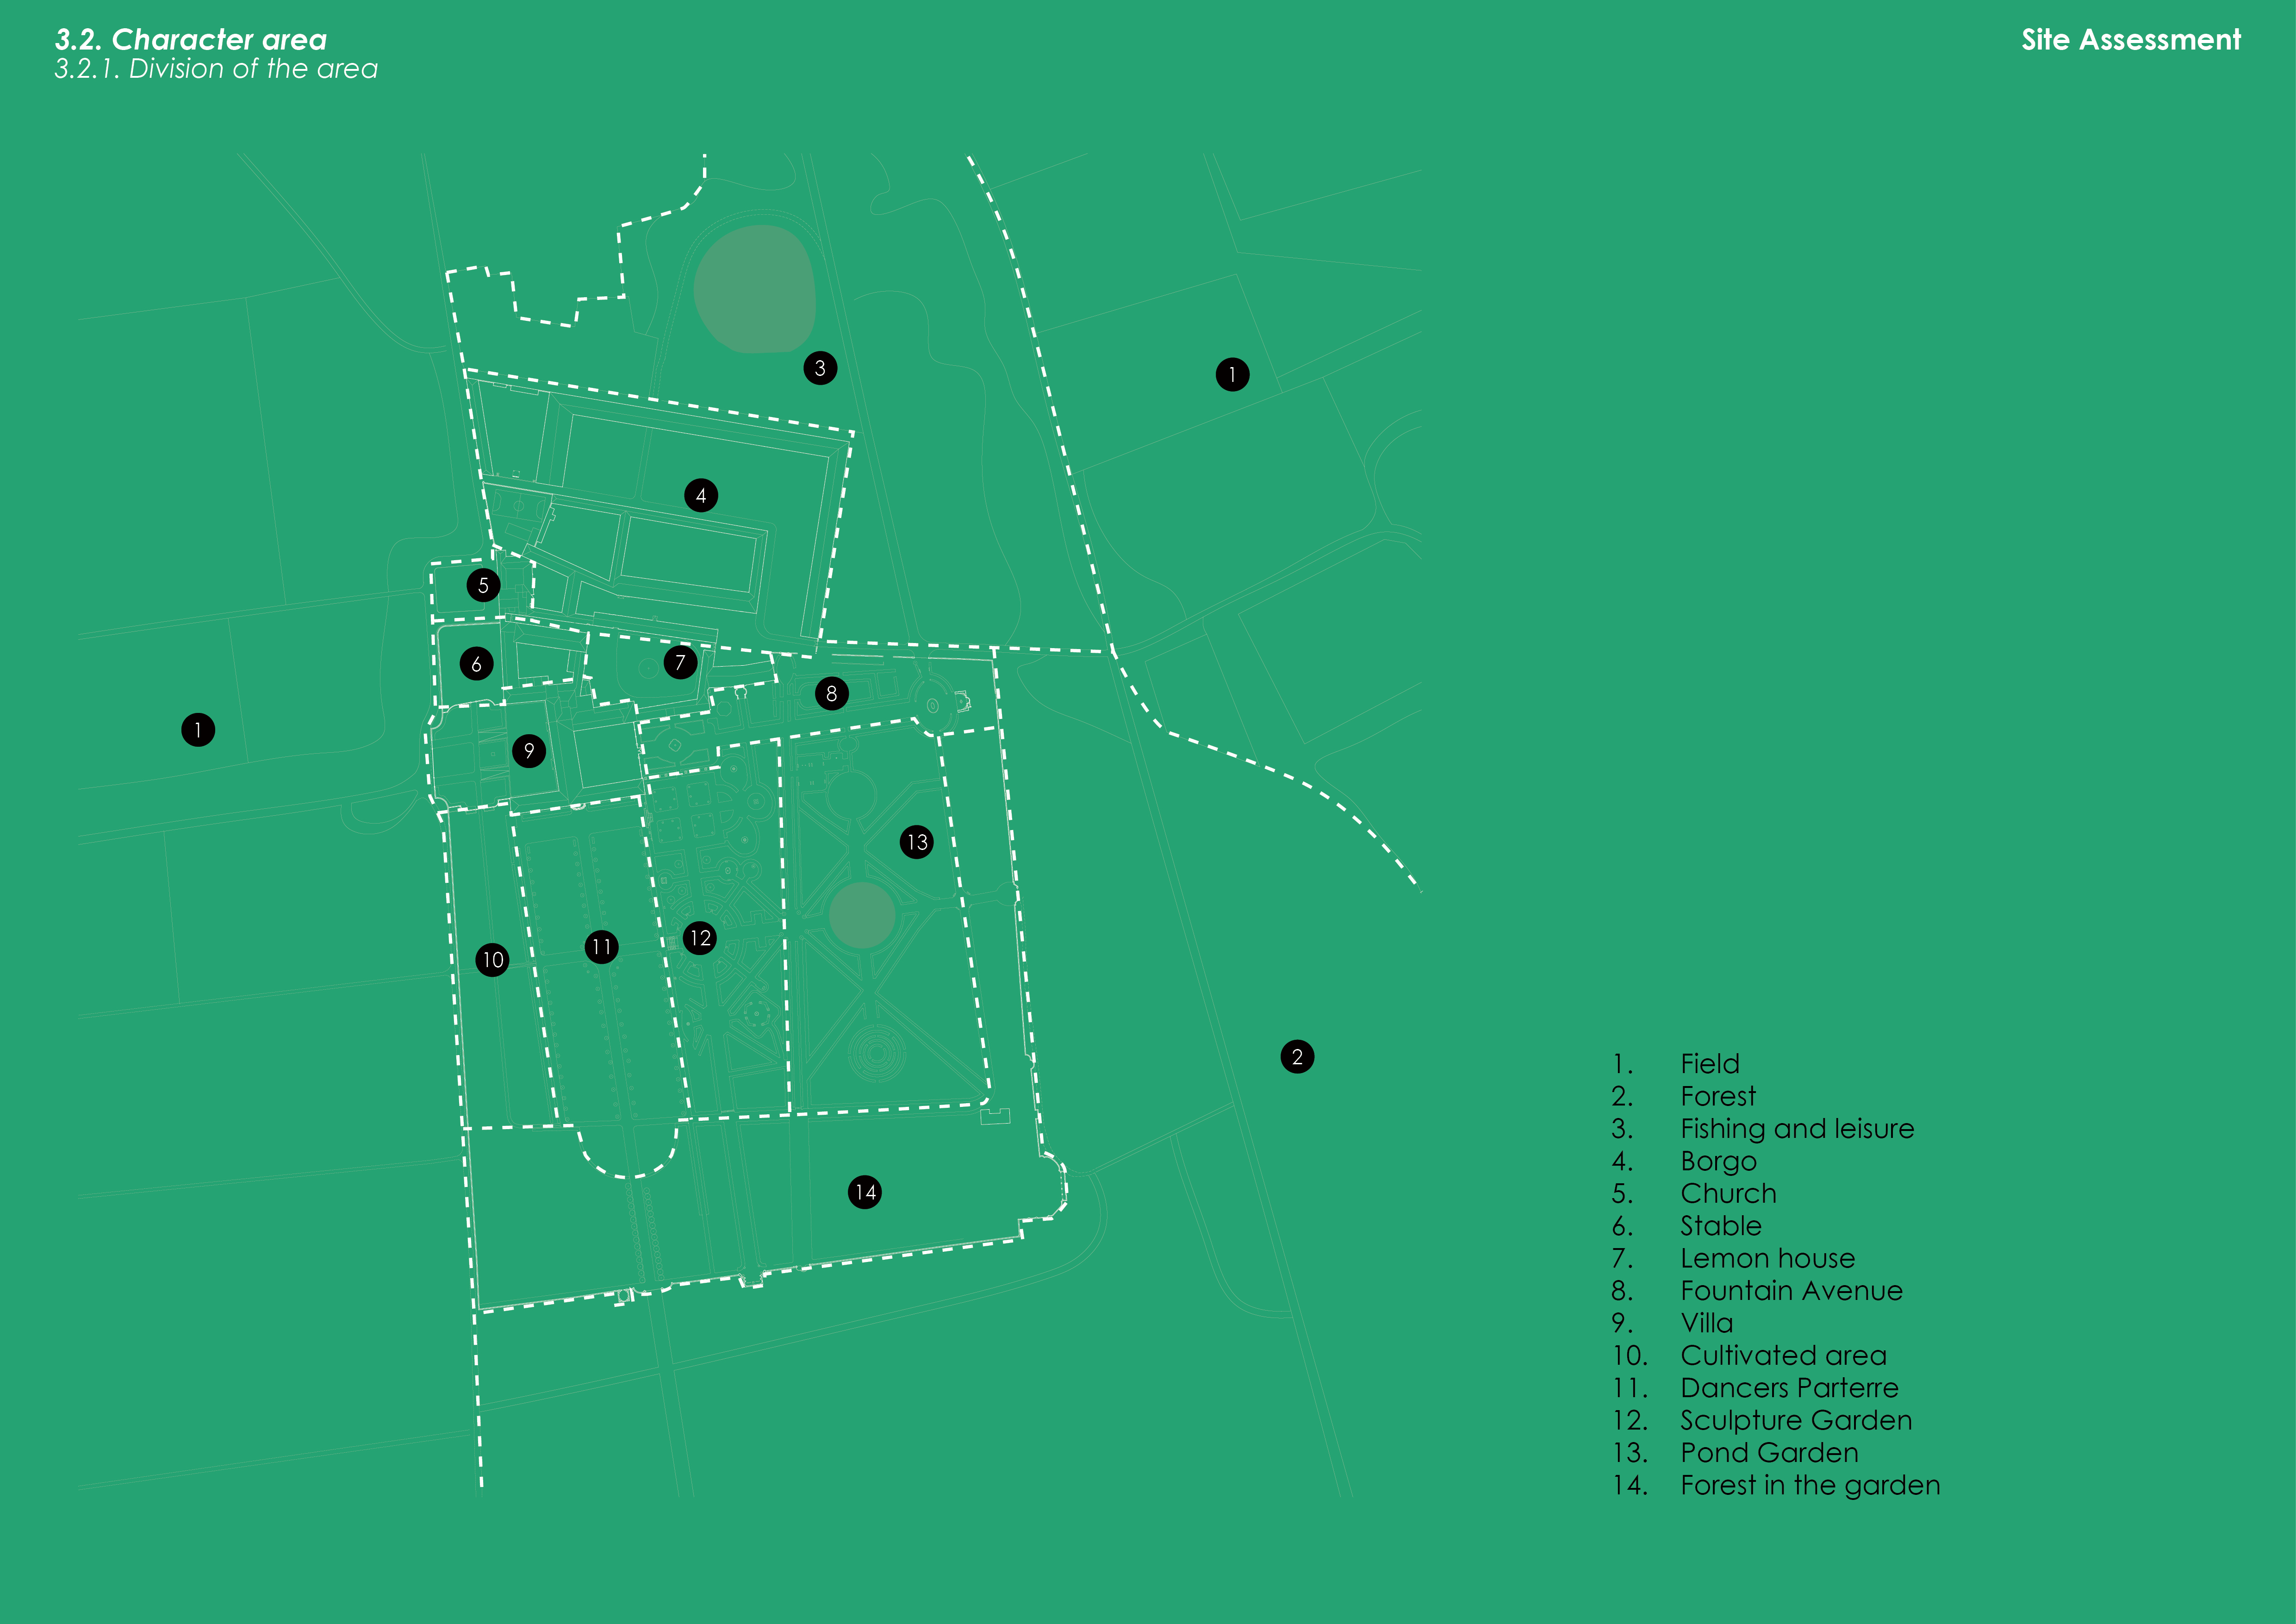 3.2. Character area
3.2.1. Division of the area
Site Assessment
3
1
4
5
6
7
8
1
9
13
12
11
10
2
14
1. Field
2. Forest
3. Fishing and leisure
4. Borgo
5. Church
6. Stable
7. Lemon house
8. Fountain Avenue
9. Villa
10. Cultivated area
11. Dancers Parterre
12. Sculpture Garden
13. Pond Garden
14. Forest in the garden